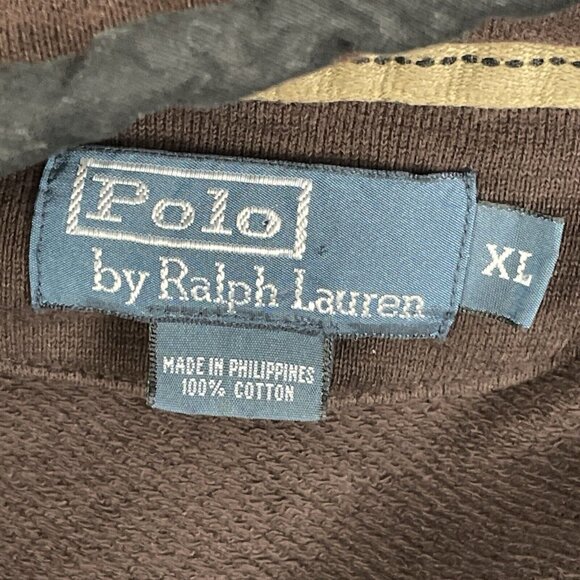 Polo
by Ralph Lauren
XL
MADE IN PHILIPPINES
100% COTTON